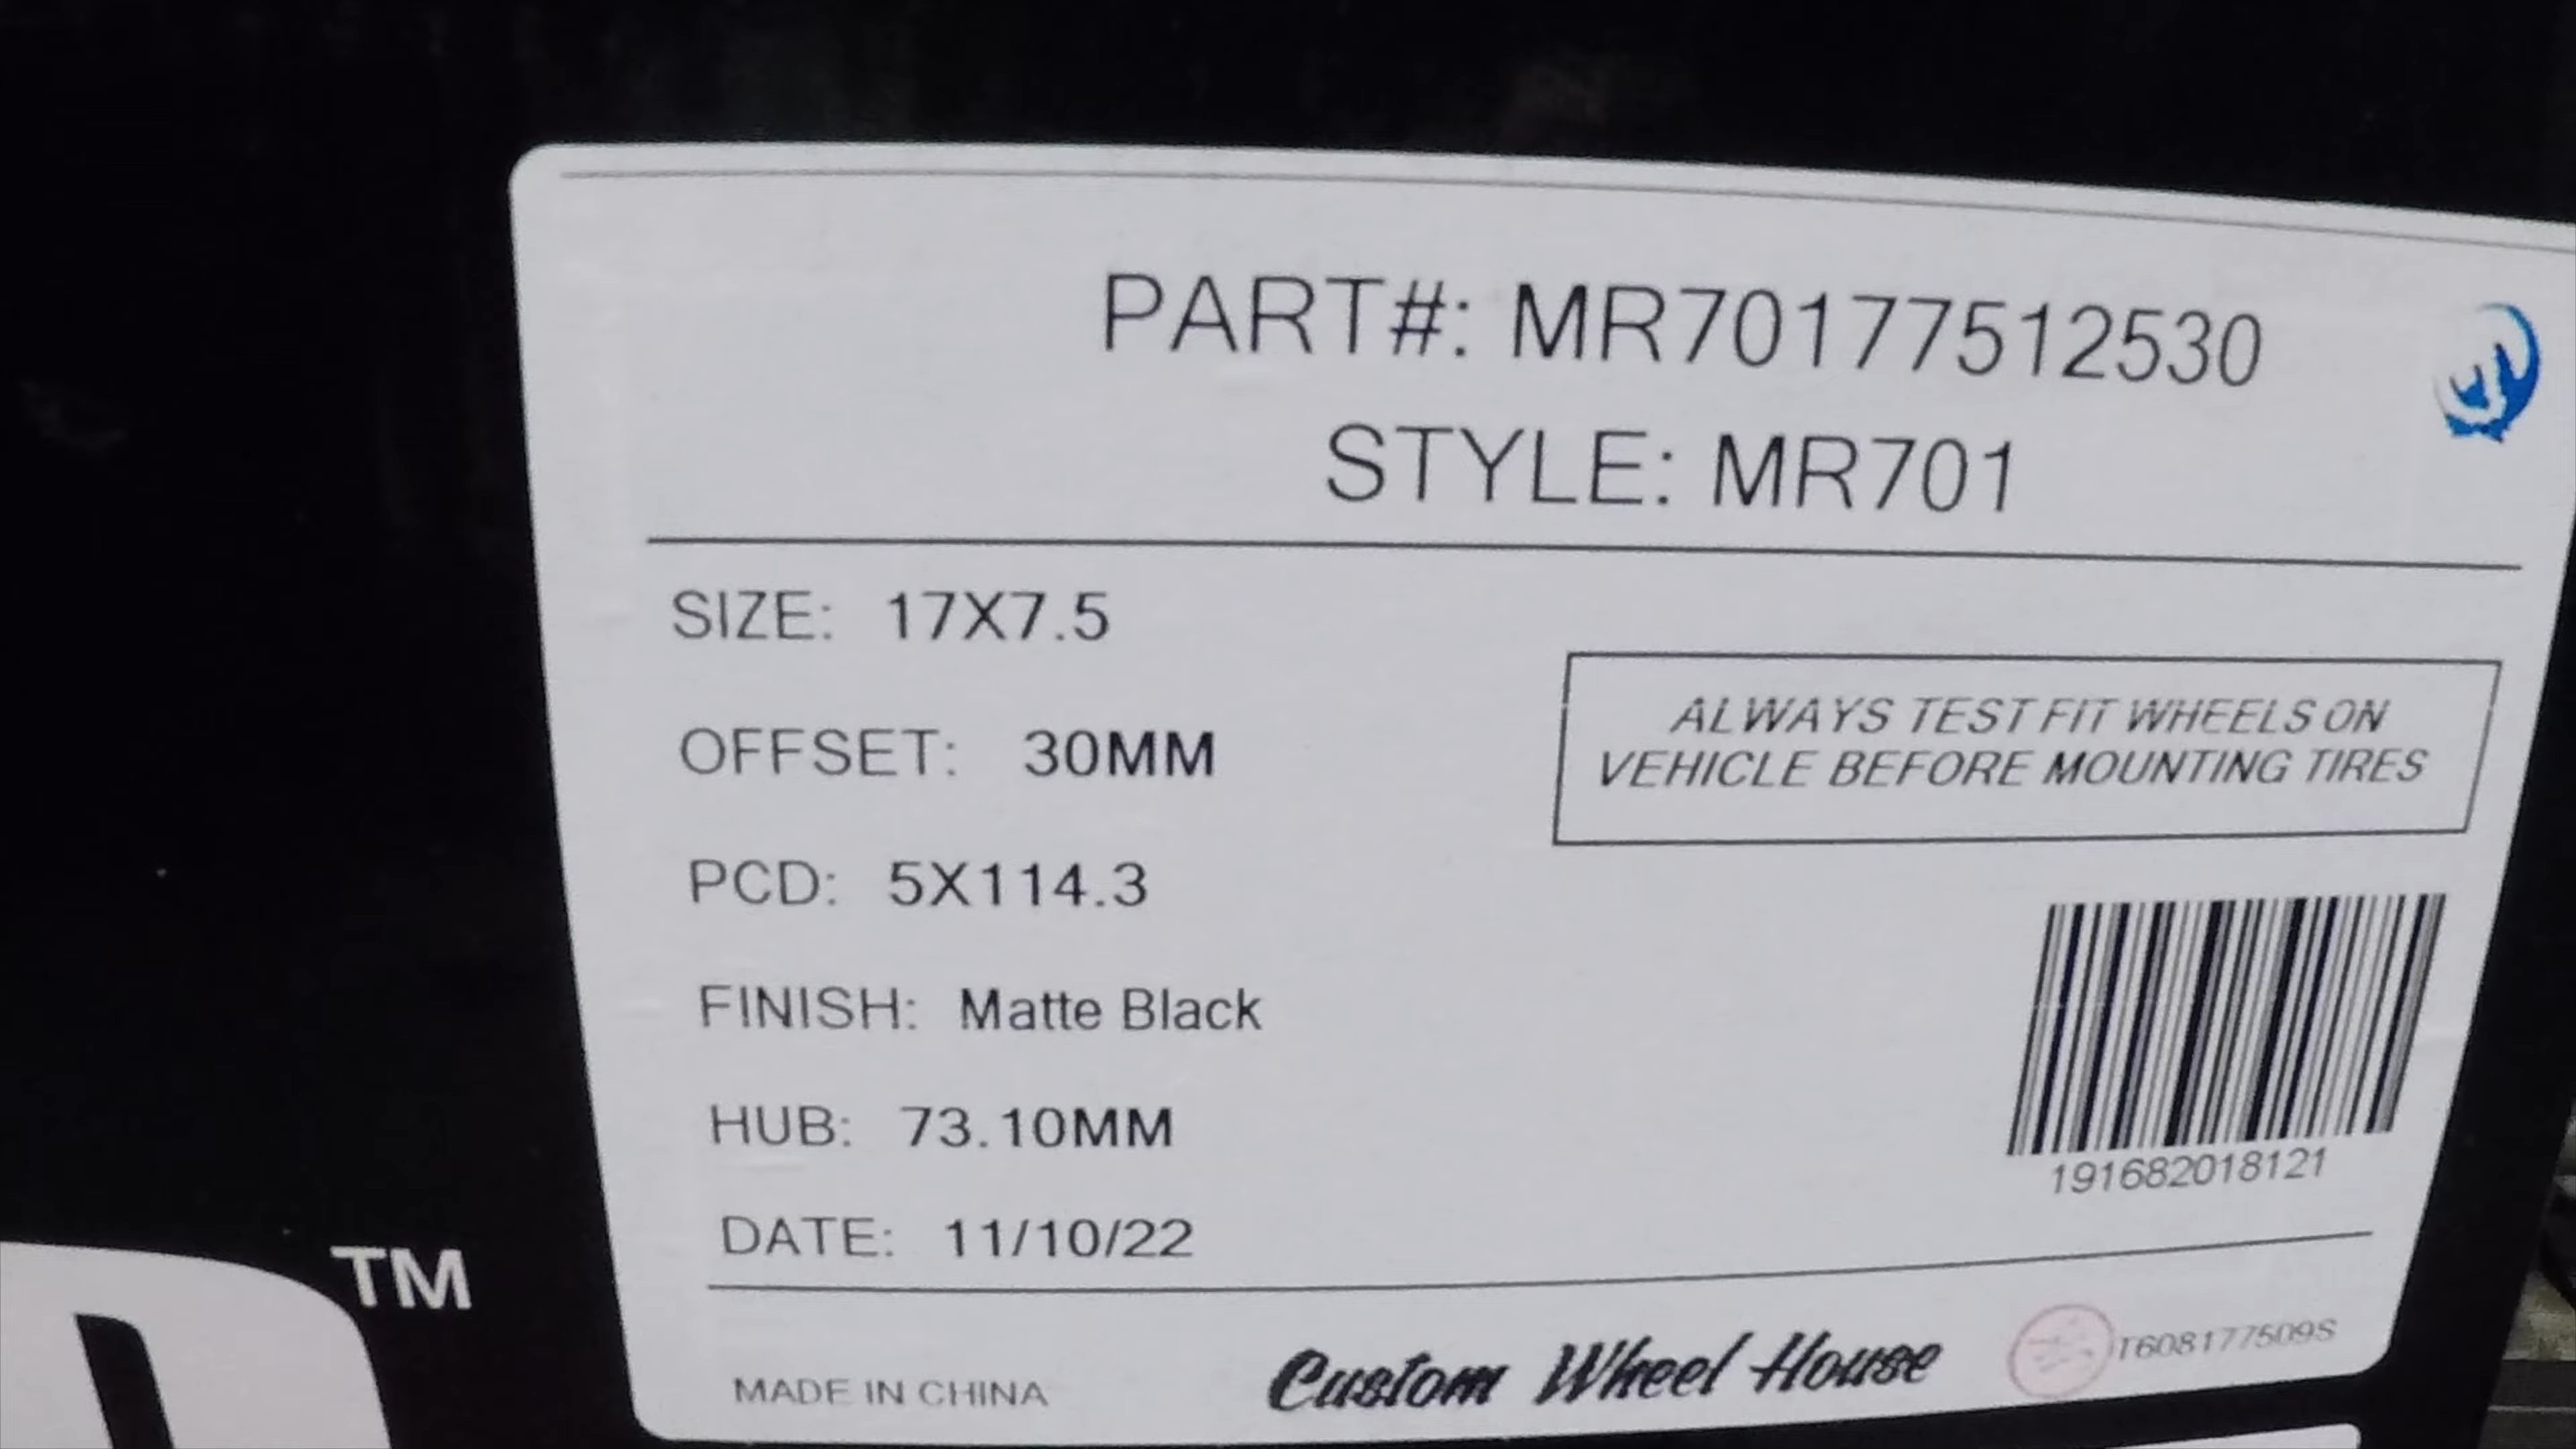 PART#: MR70177512530
STYLE: MR701
SIZE: 17X7.5
OFFSET: 30MM
PCD: 5X114.3
FINISH: Matte Black
HUB: 73.10MM
DATE: 11/10/22
ALWAYS TEST FIT WHEELS ON
VEHICLE BEFORE MOUNTING TIRES
191682018121
TM
MADE IN CHINA
Custom Wheel House
T608177509S